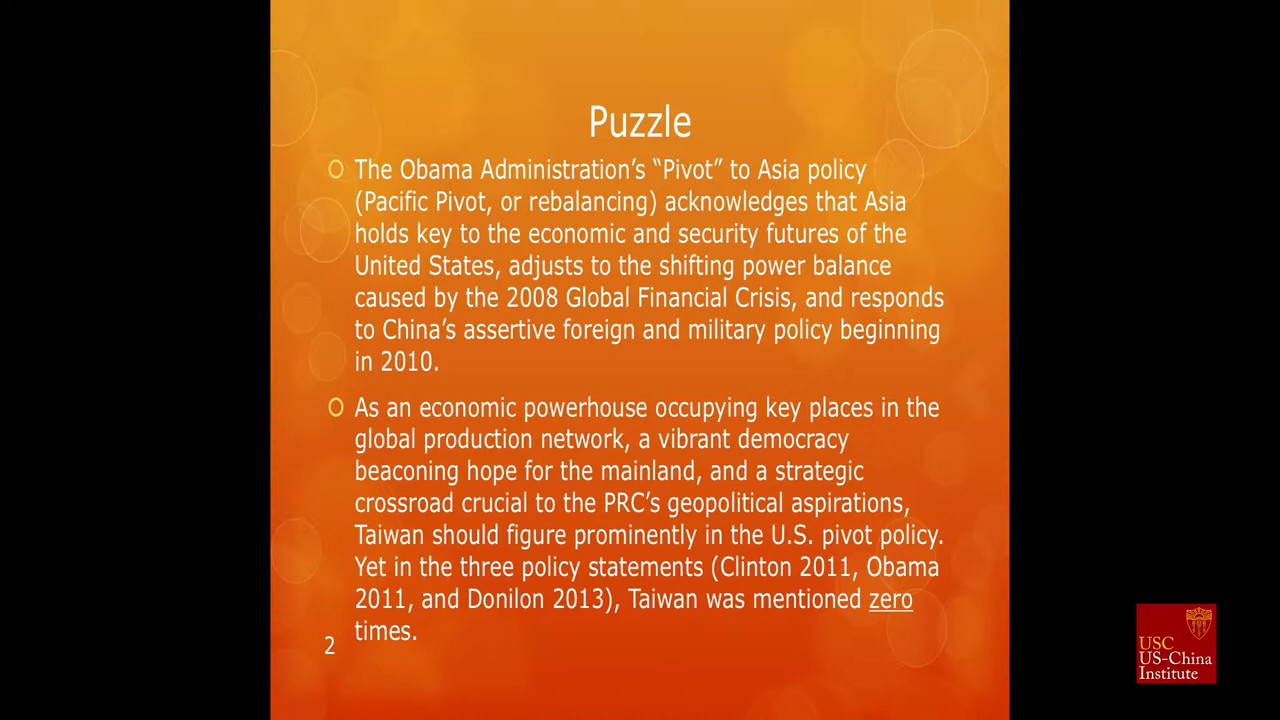 Puzzle
O The Obama Administration’s “Pivot” to Asia policy
(Pacific Pivot, or rebalancing) acknowledges that Asia
holds key to the economic and security futures of the
United States, adjusts to the shifting power balance
caused by the 2008 Global Financial Crisis, and responds
to China’s assertive foreign and military policy beginning
in 2010.
O As an economic powerhouse occupying key places in the
global production network, a vibrant democracy
beaconing hope for the mainland, and a strategic
crossroad crucial to the PRC’s geopolitical aspirations,
Taiwan should figure prominently in the U.S. pivot policy.
Yet in the three policy statements (Clinton 2011, Obama
2011, and Donilon 2013), Taiwan was mentioned zero
times.
2
USC
US-China
Institute